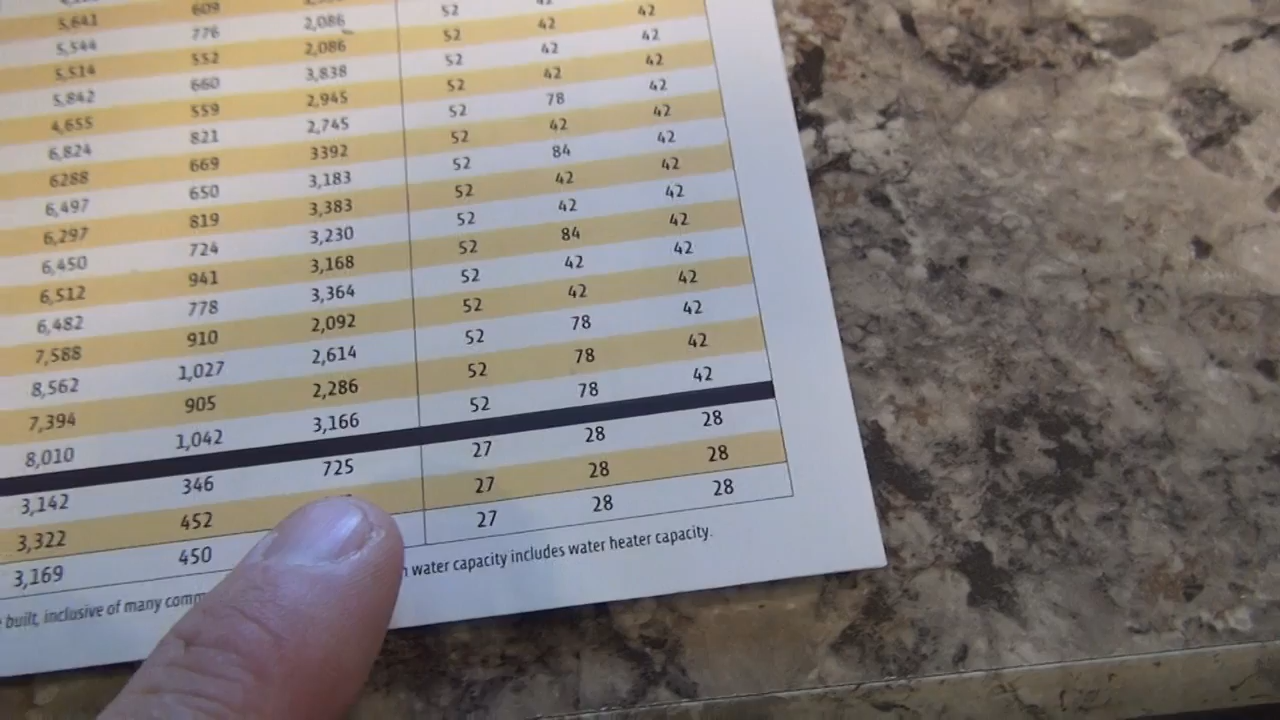 5,641 609
5,544 776 2,086 52
5,514 552 2,086 52 42 42
5,842 660 3,838 52 42 42
4,655 559 2,945 52 42 42
6,824 821 2,745 52 78 42
6288 669 3392 52 42 42
6,497 650 3,183 52 84 42
6,297 819 3,383 52 42 42
6,450 724 3,230 52 42 42
6,512 941 3,168 52 84 42
6,482 778 3,364 52 42 42
7,588 910 2,092 52 42 42
8,562 1,027 2,614 52 78 42
7,394 905 2,286 52 78 42
8,010 1,042 3,166 52 78 42
3,142 346 725 27 28 28
3,322 452 27 28 28
3,169 450 27 28 28
built, inclusive of many water capacity includes water heater capacity.